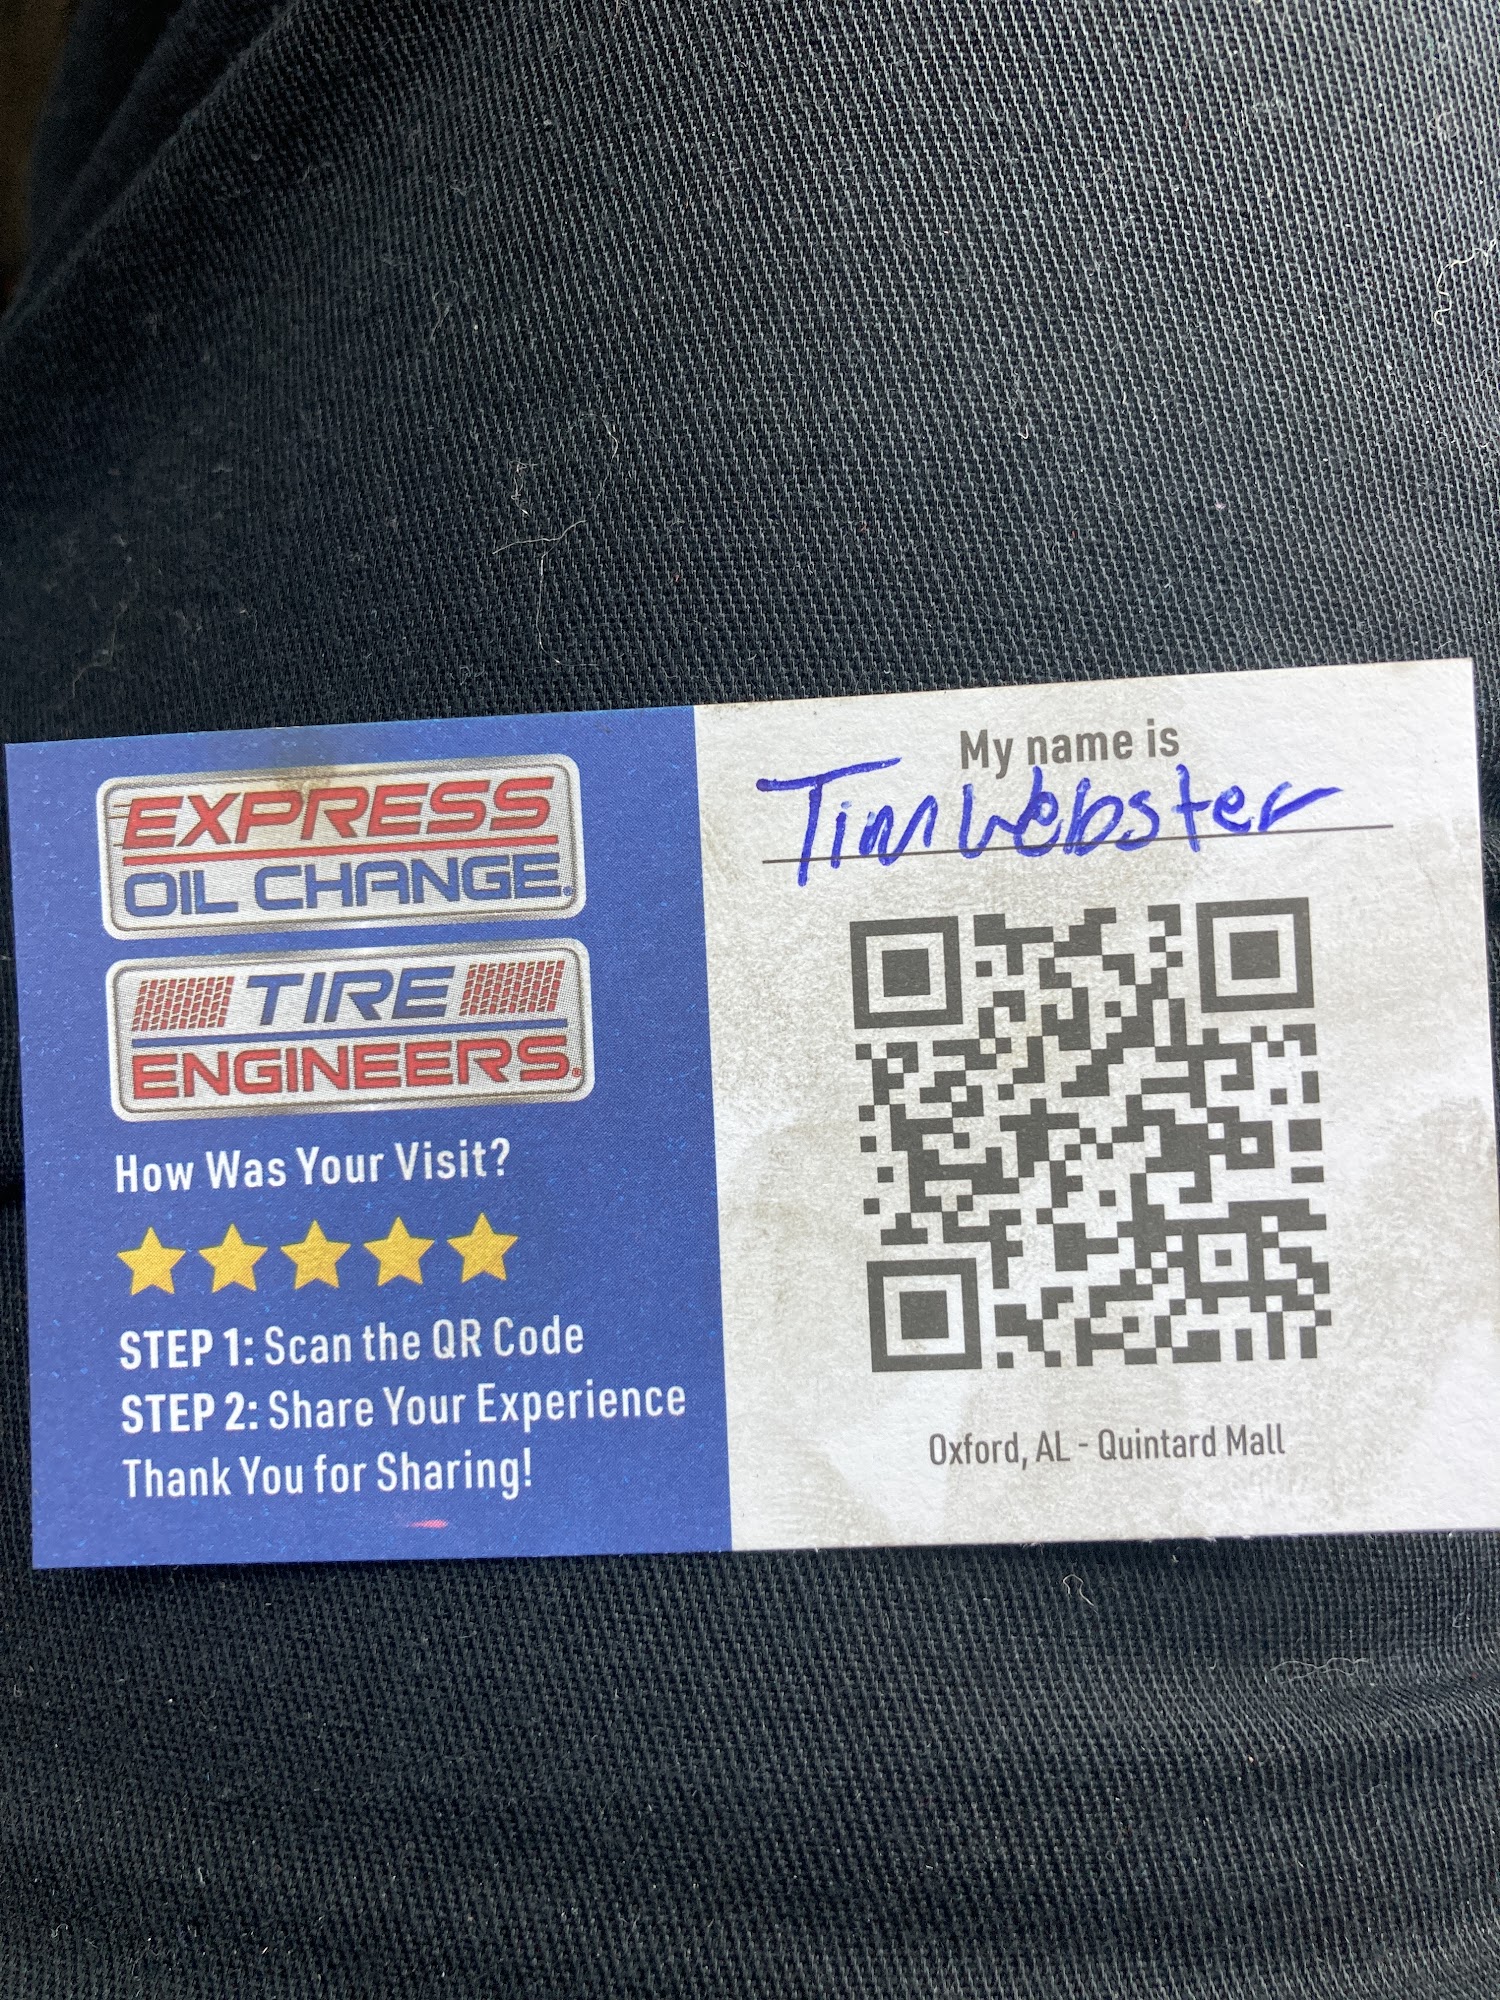 EXPRESS
OIL CHANGE®
TIRE
ENGINEERS®
How Was Your Visit?
STEP 1: Scan the QR Code
STEP 2: Share Your Experience
Thank You for Sharing!
My name is
Tim Webster
Oxford, AL - Quintard Mall